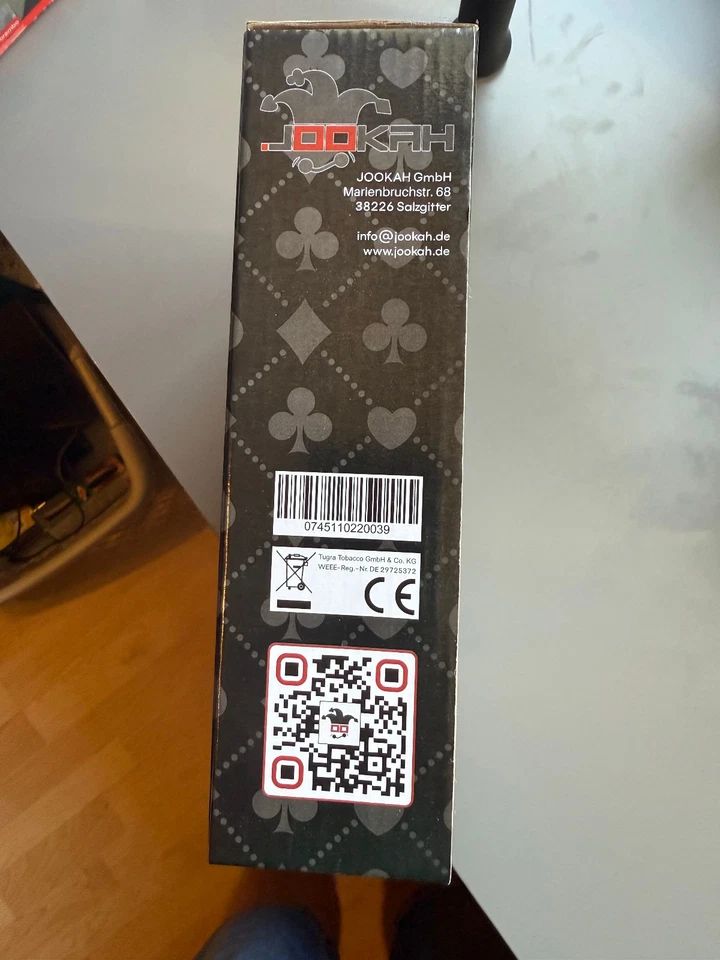 JOOKAH
JOOKAH GmbH
Marienbruchstr. 68
38226 Salzgitter
info@jookah.de
www.jookah.de
0745110220039
Tugra Tobacco GmbH & Co. KG
WEEE-Reg.-Nr. DE 29725372
CE